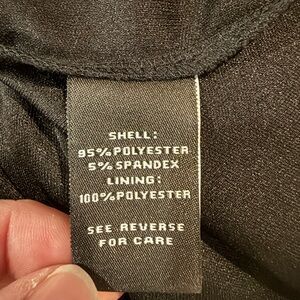 SHELL:
95%POLYESTER
5%SPANDEX
LINING:
100%POLYESTER
SEE REVERSE
FOR CARE